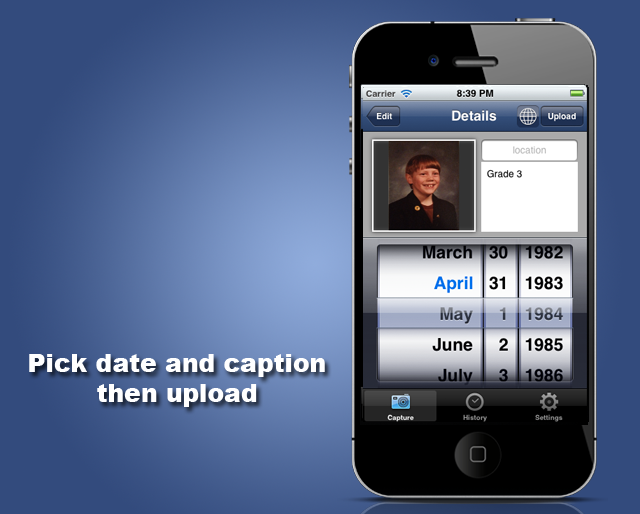 Carrier 8:39 PM
Edit Details Upload
location
Grade 3
March 30 1982
April 31 1983
May 1 1984
June 2 1985
July 3 1986
Capture History Settings
Pick date and caption
then upload